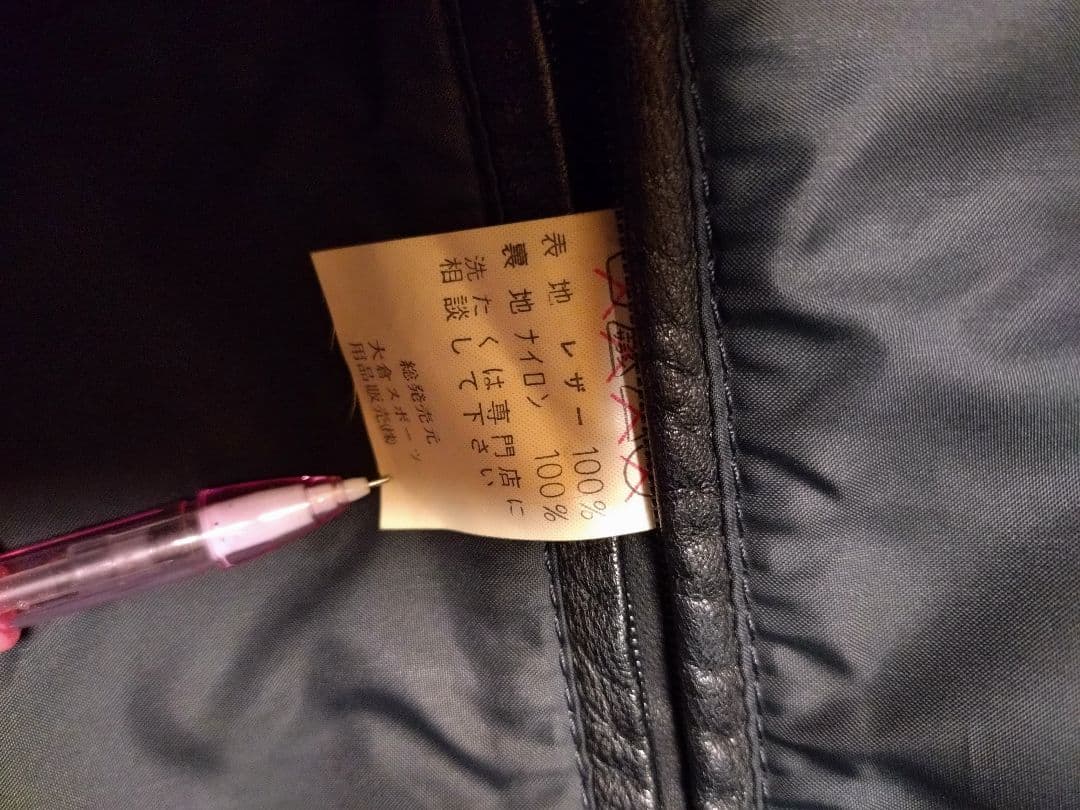 表地 レザー 100%
裏地 ナイロン 100%
洗たくは専門店に
相談して下さい
総発売元
大倉スポーツ
用品販売(株)